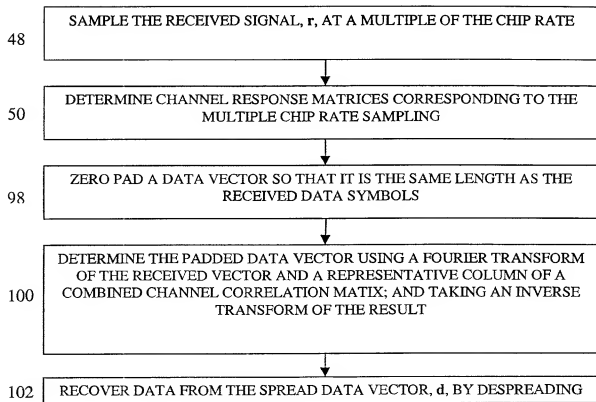 48
SAMPLE THE RECEIVED SIGNAL, r, AT A MULTIPLE OF THE CHIP RATE
50
DETERMINE CHANNEL RESPONSE MATRICES CORRESPONDING TO THE
MULTIPLE CHIP RATE SAMPLING
98
ZERO PAD A DATA VECTOR SO THAT IT IS THE SAME LENGTH AS THE
RECEIVED DATA SYMBOLS
100
DETERMINE THE PADDED DATA VECTOR USING A FOURIER TRANSFORM
OF THE RECEIVED VECTOR AND A REPRESENTATIVE COLUMN OF A
COMBINED CHANNEL CORRELATION MATIX; AND TAKING AN INVERSE
TRANSFORM OF THE RESULT
102
RECOVER DATA FROM THE SPREAD DATA VECTOR, d, BY DESPREADING